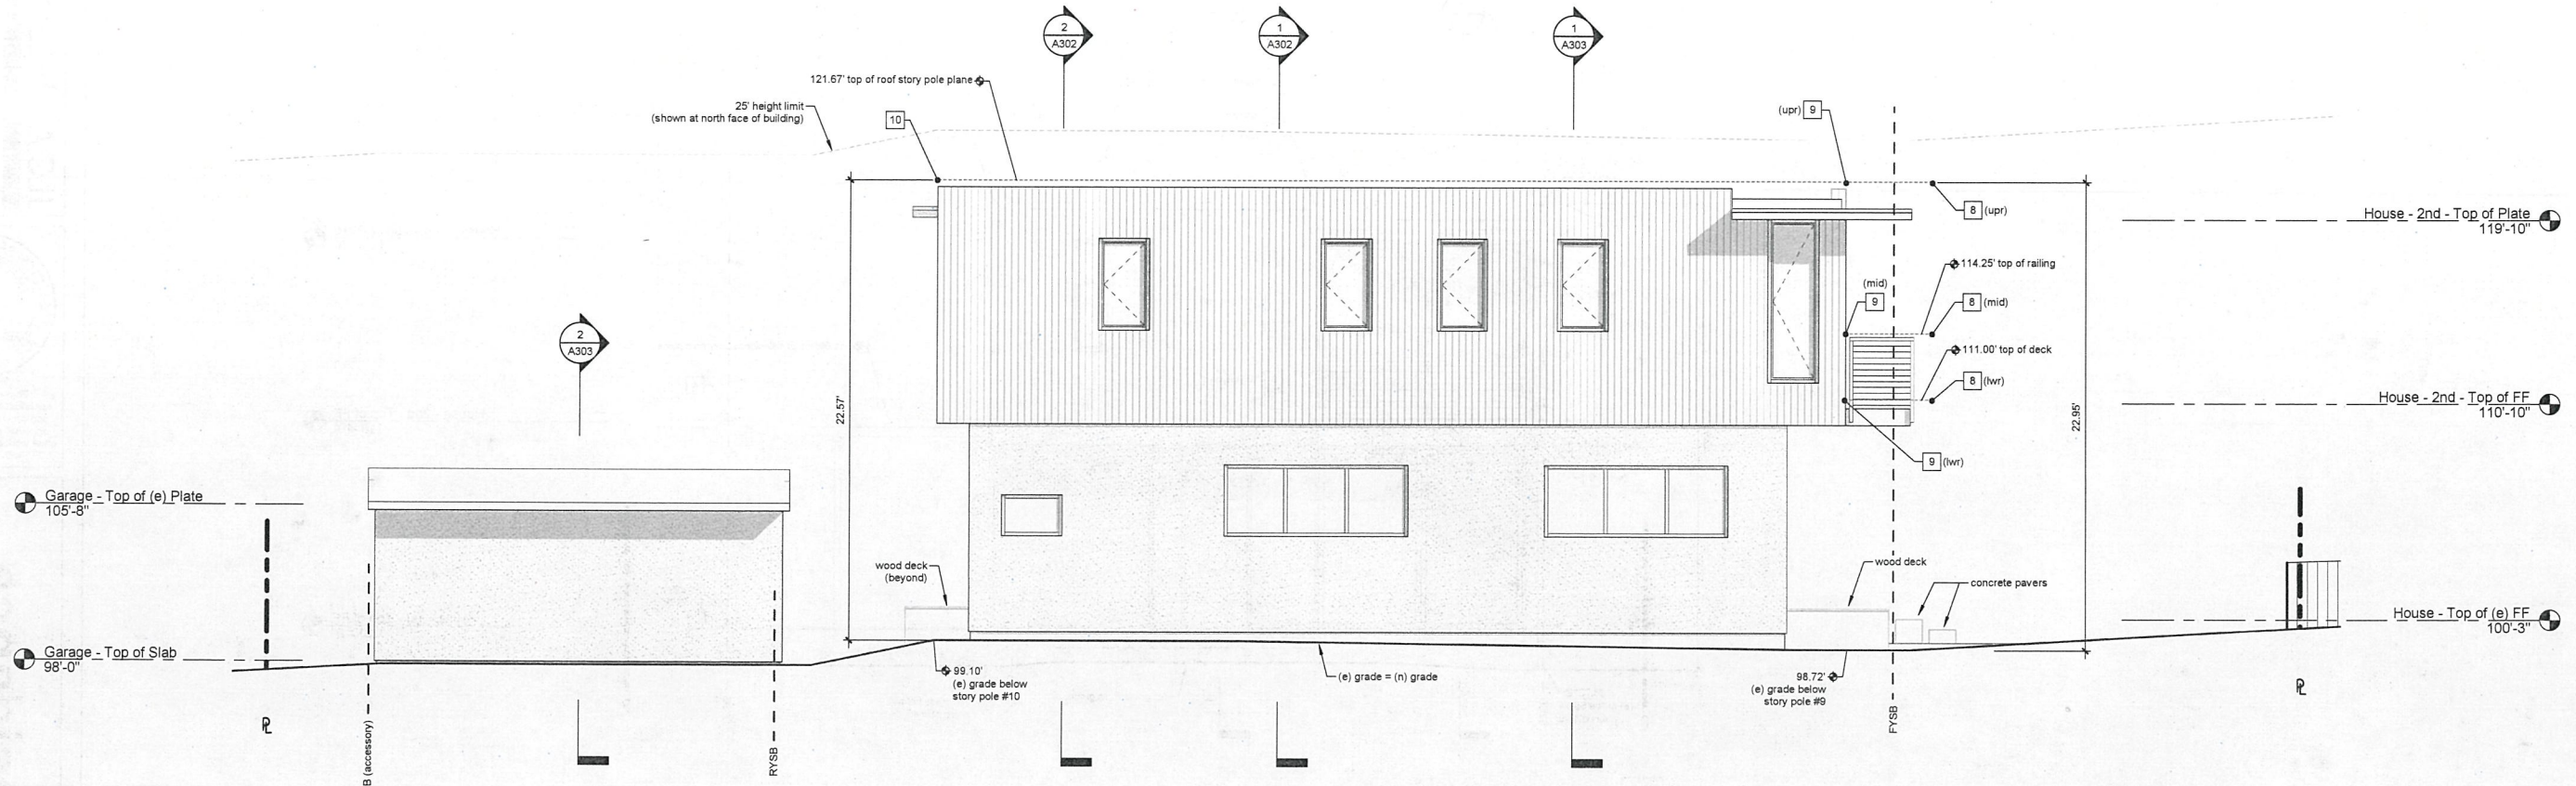 2
A302
1
A302
1
A303
121.67' top of roof story pole plane
25' height limit
(shown at north face of building)
10
(upr) 9
8 (upr)
House - 2nd - Top of Plate
119'-10"
114.25' top of railing
(mid)
9
8 (mid)
2
A303
111.00' top of deck
8 (lwr)
House - 2nd - Top of FF
110'-10"
22.57'
22.95'
9 (lwr)
Garage - Top of (e) Plate
105'-8"
wood deck
(beyond)
wood deck
concrete pavers
House - Top of (e) FF
100'-3"
Garage - Top of Slab
98'-0"
99.10'
(e) grade below
story pole #10
(e) grade = (n) grade
98.72'
(e) grade below
story pole #9
PL
B (accessory)
RYSB
FYSB
PL